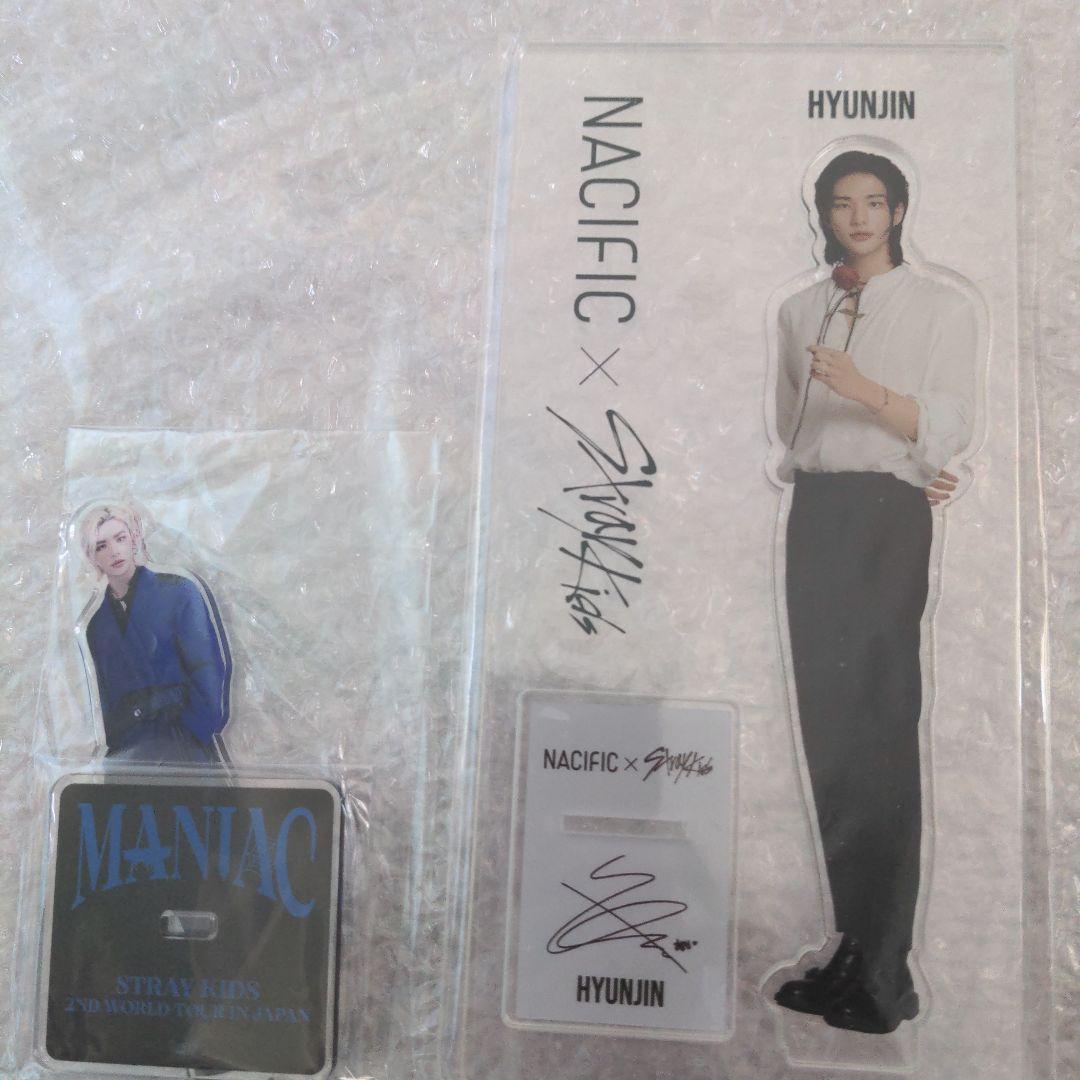 HYUNJIN
NACIFIC × Stray Kids
NACIFIC × Stray Kids
HYUNJIN
MANIAC
STRAY KIDS
2ND WORLD TOUR IN JAPAN